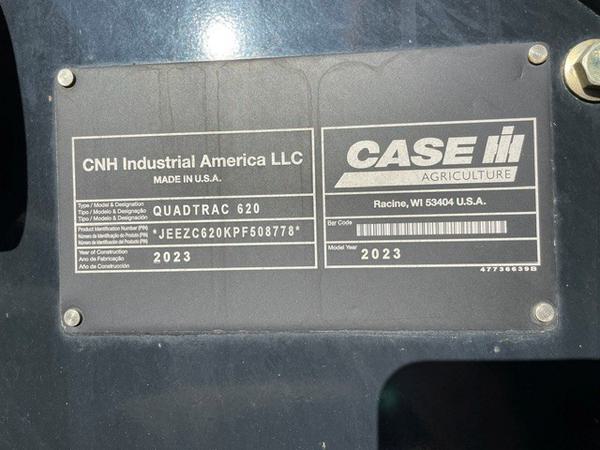 CNH Industrial America LLC
MADE IN U.S.A.
Type / Model & Designation
Tipo / Modelo & Designação
Tipo / Modelo & Designación
QUADTRAC 620
Product Identification Number (PIN)
Número de Identificação do Produto (PIN)
Número de Identificación del Producto (PIN)
*JEEZC620KPF508778*
Year of Construction
Ano de Fabricação
Año de Construcción
2023
CASE IH
AGRICULTURE
Racine, WI 53404 U.S.A.
Bar Code
Model Year
2023
47736639B